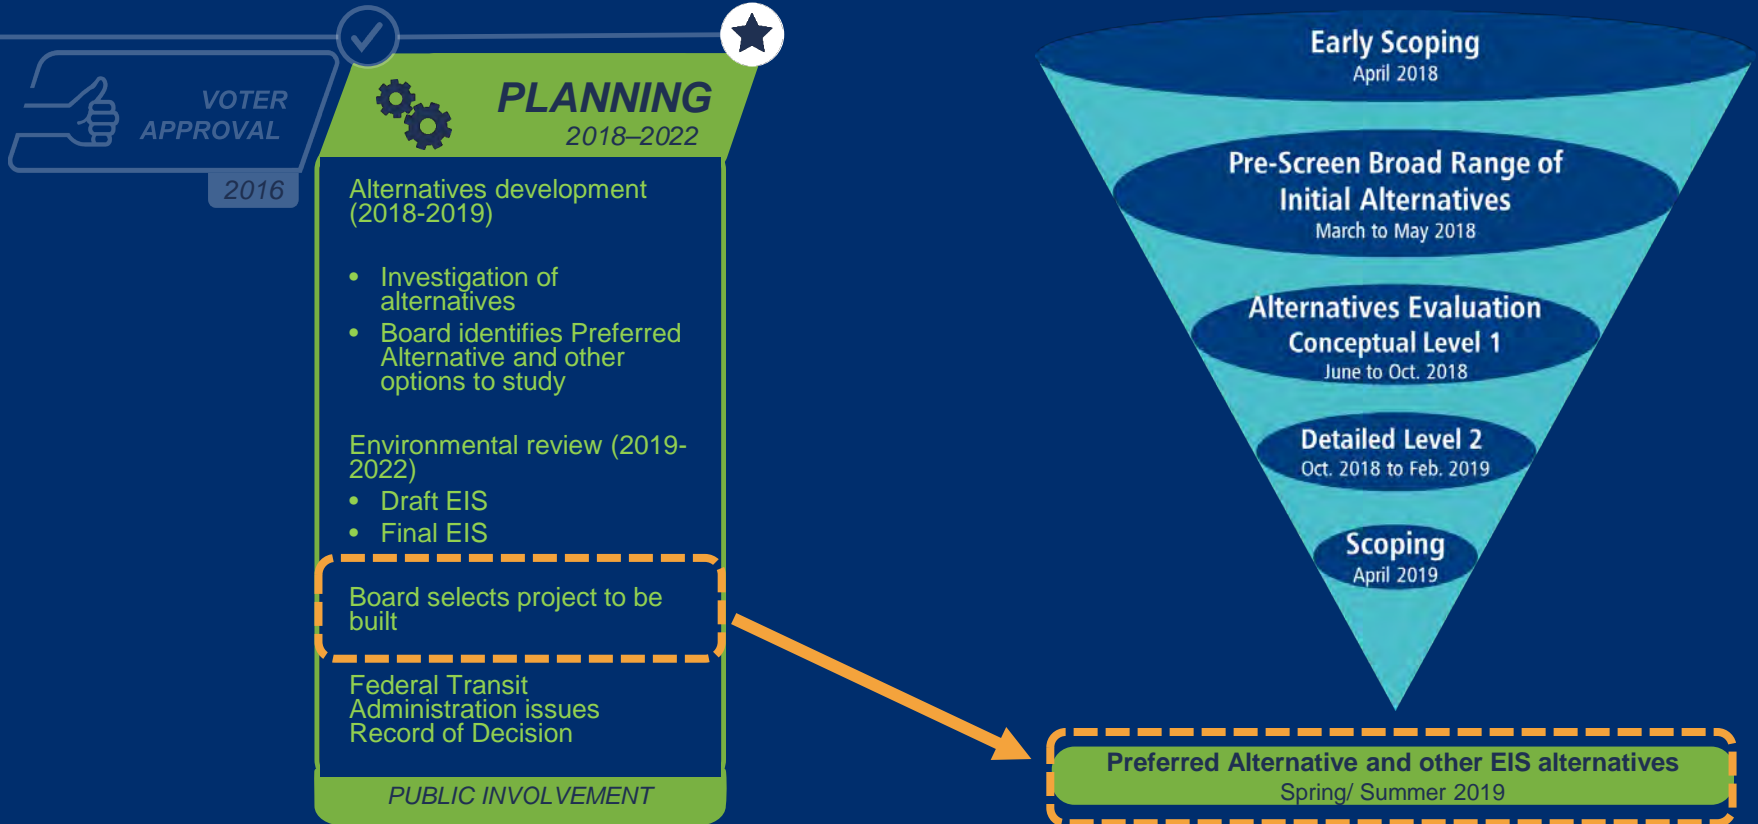 VOTER
APPROVAL
2016
PLANNING
2018–2022
Alternatives development
(2018-2019)
• Investigation of
alternatives
• Board identifies Preferred
Alternative and other
options to study
Environmental review (2019-
2022)
• Draft EIS
• Final EIS
Board selects project to be
built
Federal Transit
Administration issues
Record of Decision
PUBLIC INVOLVEMENT
Early Scoping
April 2018
Pre-Screen Broad Range of
Initial Alternatives
March to May 2018
Alternatives Evaluation
Conceptual Level 1
June to Oct. 2018
Detailed Level 2
Oct. 2018 to Feb. 2019
Scoping
April 2019
Preferred Alternative and other EIS alternatives
Spring/ Summer 2019